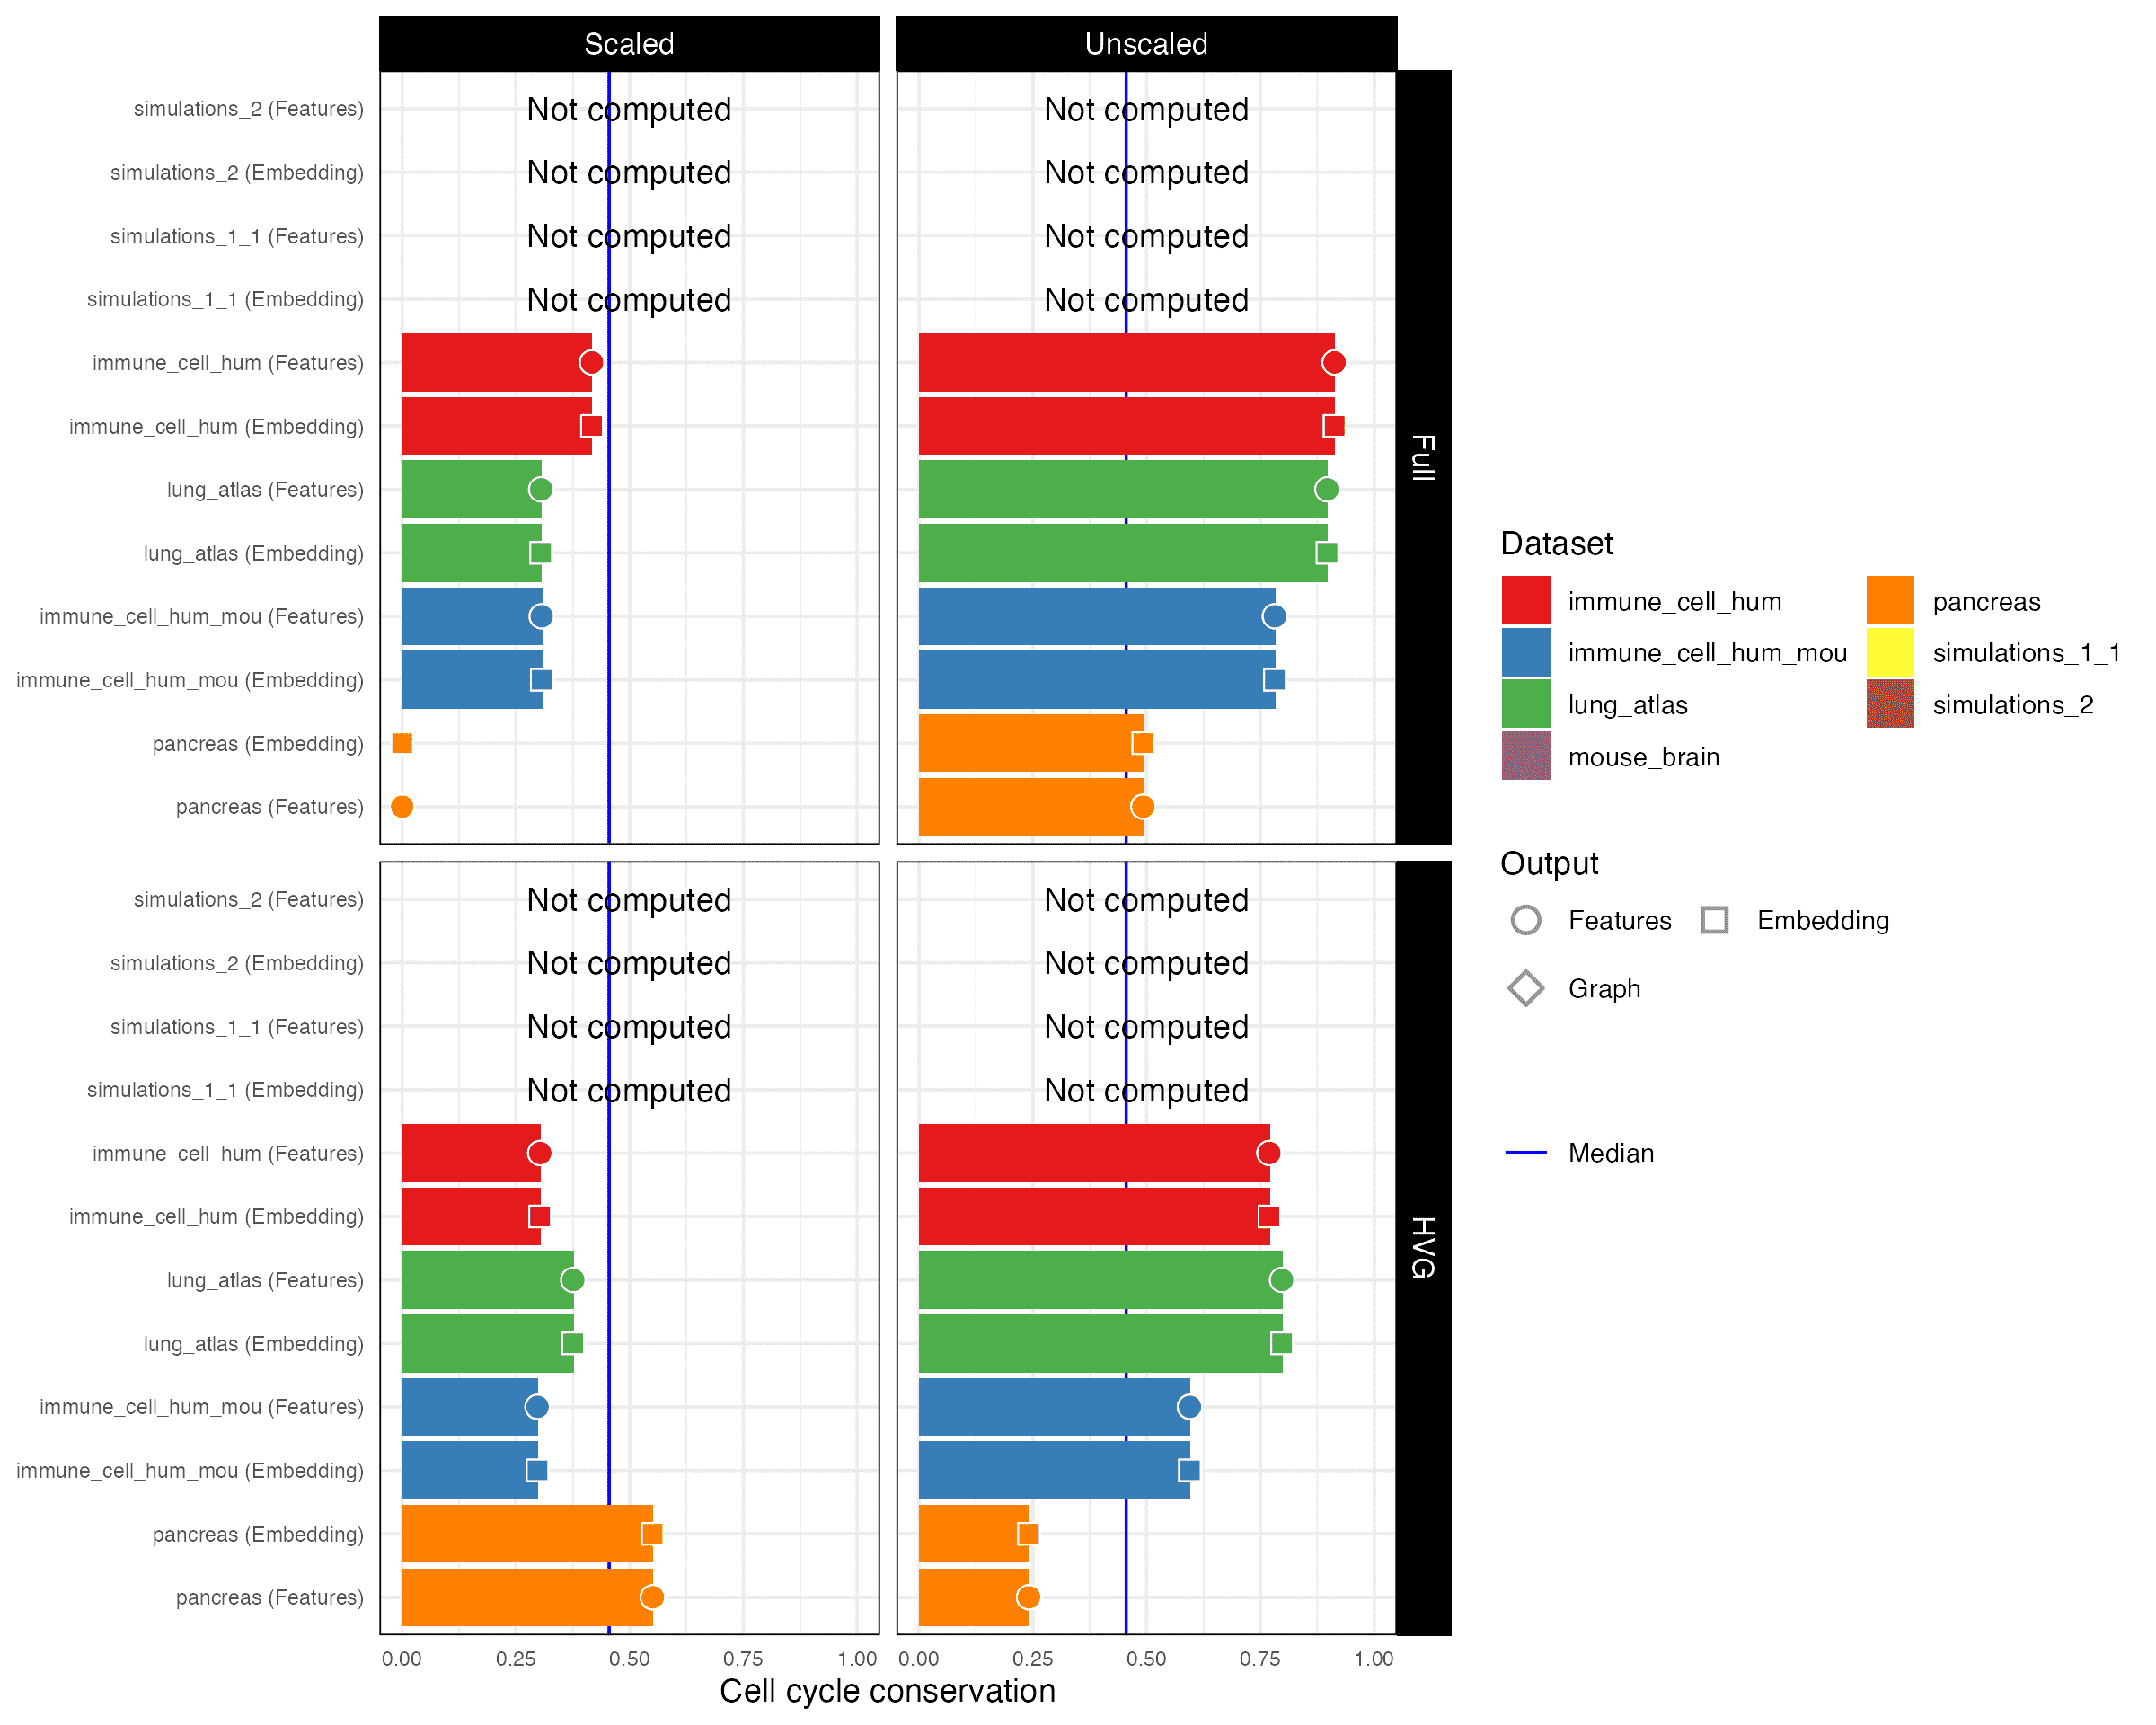 Scaled
Unscaled
simulations_2 (Features)
Not computed
Not computed
simulations_2 (Embedding)
Not computed
Not computed
simulations_1_1 (Features)
Not computed
Not computed
simulations_1_1 (Embedding)
Not computed
Not computed
immune_cell_hum (Features)
immune_cell_hum (Embedding)
lung_atlas (Features)
lung_atlas (Embedding)
immune_cell_hum_mou (Features)
immune_cell_hum_mou (Embedding)
pancreas (Embedding)
pancreas (Features)
Full
simulations_2 (Features)
Not computed
Not computed
simulations_2 (Embedding)
Not computed
Not computed
simulations_1_1 (Features)
Not computed
Not computed
simulations_1_1 (Embedding)
Not computed
Not computed
immune_cell_hum (Features)
immune_cell_hum (Embedding)
lung_atlas (Features)
lung_atlas (Embedding)
immune_cell_hum_mou (Features)
immune_cell_hum_mou (Embedding)
pancreas (Embedding)
pancreas (Features)
HVG
0.00 0.25 0.50 0.75 1.00
0.00 0.25 0.50 0.75 1.00
Cell cycle conservation
Dataset
immune_cell_hum
immune_cell_hum_mou
lung_atlas
mouse_brain
pancreas
simulations_1_1
simulations_2
Output
Features
Embedding
Graph
Median